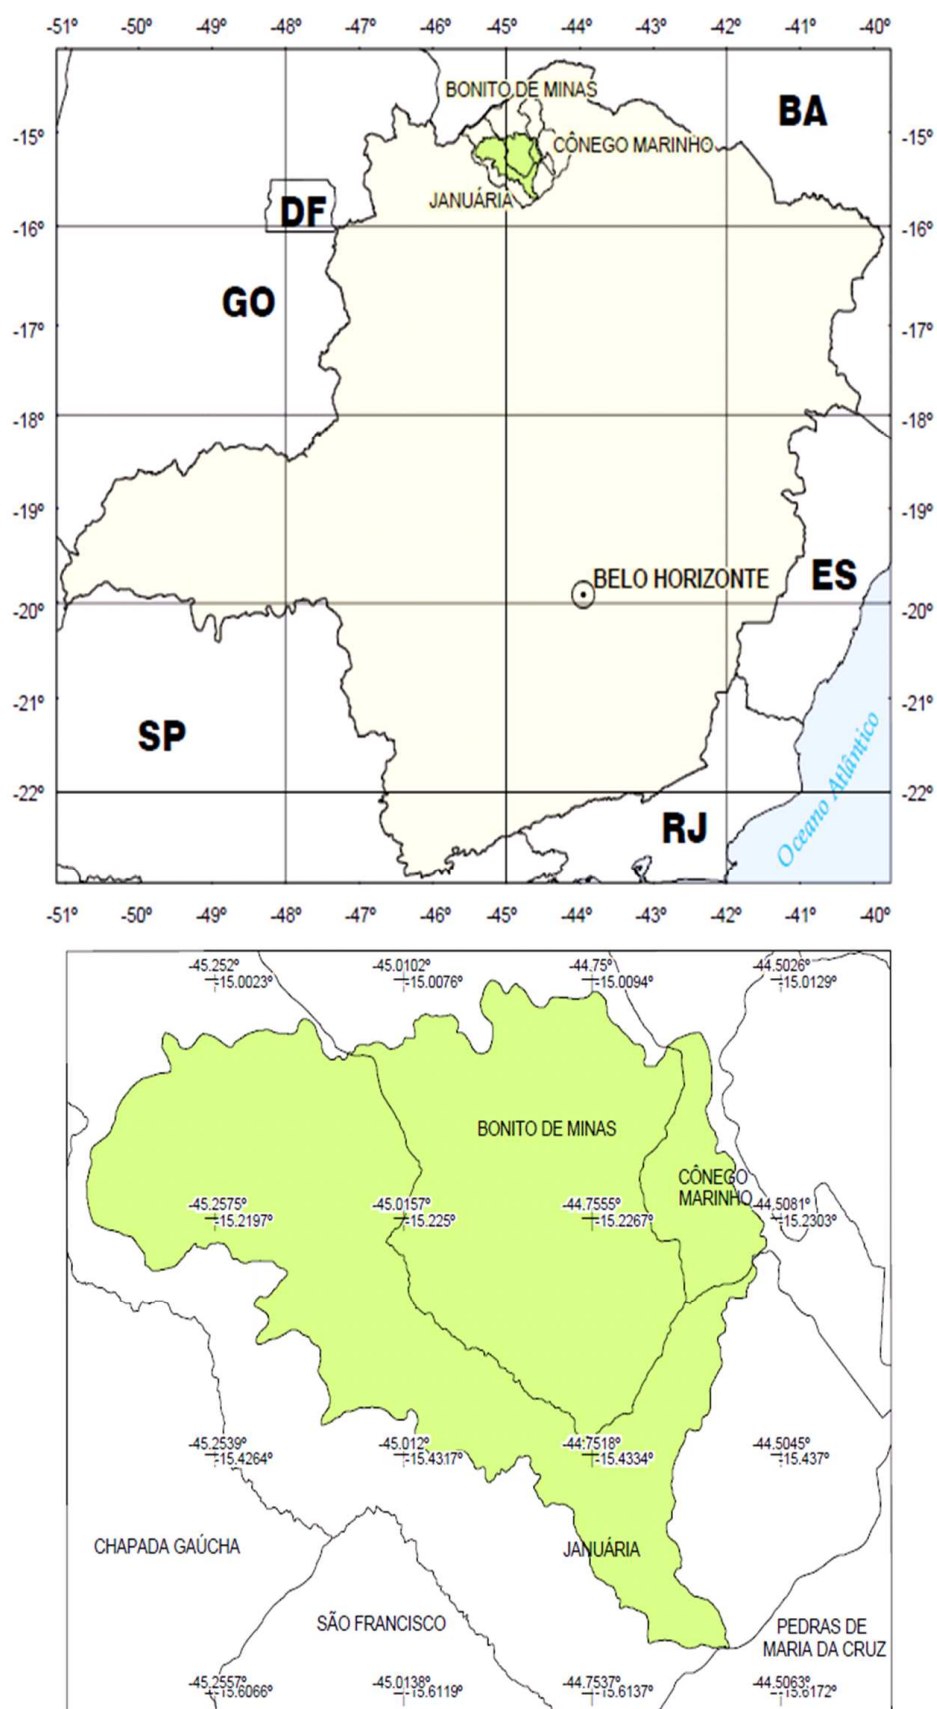 -51° -50° -49° -48° -47° -46° -45° -44° -43° -42° -41° -40°
BONITO DE MINAS
BA
-15° -15°
CÔNEGO MARINHO
JANUÁRIA
DF
-16° -16°
GO
-17° -17°
-18° -18°
-19° -19°
ES
BELO HORIZONTE
-20° -20°
-21° -21°
SP
Oceano Atlântico
-22° -22°
RJ
-51° -50° -49° -48° -47° -46° -45° -44° -43° -42° -41° -40°
-45.252° -45.0102° -44.75° -44.5026°
-15.0023° -15.0076° -15.0094° -15.0129°
BONITO DE MINAS
CÔNEGO
MARINHO
-45.2575° -45.0157° -44.7555° -44.5081°
-15.2197° -15.225° -15.2267° -15.2303°
-45.2539° -45.012° -44.7518° -44.5045°
-15.4264° -15.4317° -15.4334° -15.437°
CHAPADA GAÚCHA
JANUÁRIA
SÃO FRANCISCO
PEDRAS DE
MARIA DA CRUZ
-45.2557° -45.0138° -44.7537° -44.5063°
-15.6066° -15.6119° -15.6137° -15.6172°